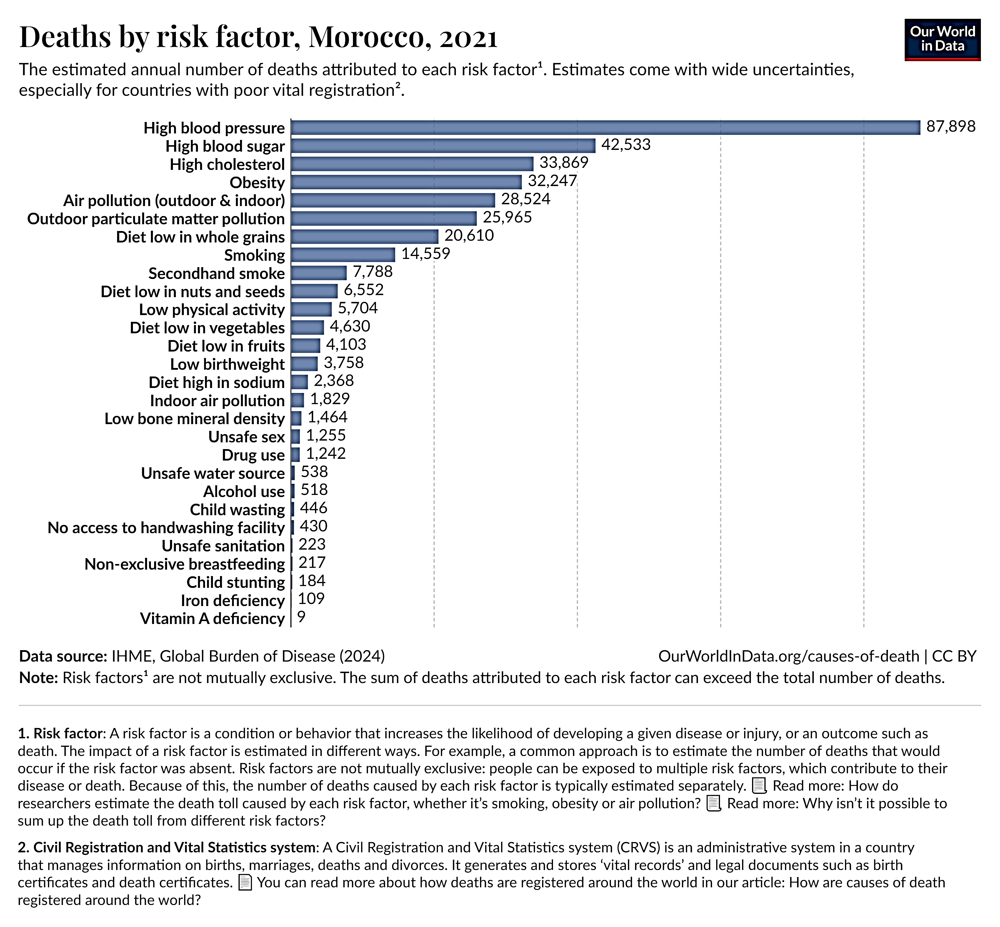 Deaths by risk factor, Morocco, 2021
Our World
in Data
The estimated annual number of deaths attributed to each risk factor¹. Estimates come with wide uncertainties,
especially for countries with poor vital registration².
High blood pressure 87,898
High blood sugar 42,533
High cholesterol 33,869
Obesity 32,247
Air pollution (outdoor & indoor) 28,524
Outdoor particulate matter pollution 25,965
Diet low in whole grains 20,610
Smoking 14,559
Secondhand smoke 7,788
Diet low in nuts and seeds 6,552
Low physical activity 5,704
Diet low in vegetables 4,630
Diet low in fruits 4,103
Low birthweight 3,758
Diet high in sodium 2,368
Indoor air pollution 1,829
Low bone mineral density 1,464
Unsafe sex 1,255
Drug use 1,242
Unsafe water source 538
Alcohol use 518
Child wasting 446
No access to handwashing facility 430
Unsafe sanitation 223
Non-exclusive breastfeeding 217
Child stunting 184
Iron deficiency 109
Vitamin A deficiency 9
Data source: IHME, Global Burden of Disease (2024) OurWorldInData.org/causes-of-death | CC BY
Note: Risk factors¹ are not mutually exclusive. The sum of deaths attributed to each risk factor can exceed the total number of deaths.
1. Risk factor: A risk factor is a condition or behavior that increases the likelihood of developing a given disease or injury, or an outcome such as
death. The impact of a risk factor is estimated in different ways. For example, a common approach is to estimate the number of deaths that would
occur if the risk factor was absent. Risk factors are not mutually exclusive: people can be exposed to multiple risk factors, which contribute to their
disease or death. Because of this, the number of deaths caused by each risk factor is typically estimated separately. 📃 Read more: How do
researchers estimate the death toll caused by each risk factor, whether it’s smoking, obesity or air pollution? 📃 Read more: Why isn’t it possible to
sum up the death toll from different risk factors?
2. Civil Registration and Vital Statistics system: A Civil Registration and Vital Statistics system (CRVS) is an administrative system in a country
that manages information on births, marriages, deaths and divorces. It generates and stores ‘vital records’ and legal documents such as birth
certificates and death certificates. 📄 You can read more about how deaths are registered around the world in our article: How are causes of death
registered around the world?